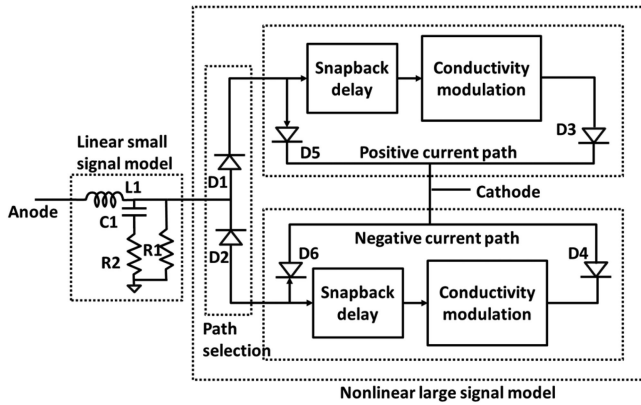 Linear small
signal model
Anode
L1
C1
R2
R1
D1
D2
Path
selection
Snapback
delay
Conductivity
modulation
D5
D3
Positive current path
Cathode
Negative current path
D6
D4
Snapback
delay
Conductivity
modulation
Nonlinear large signal model